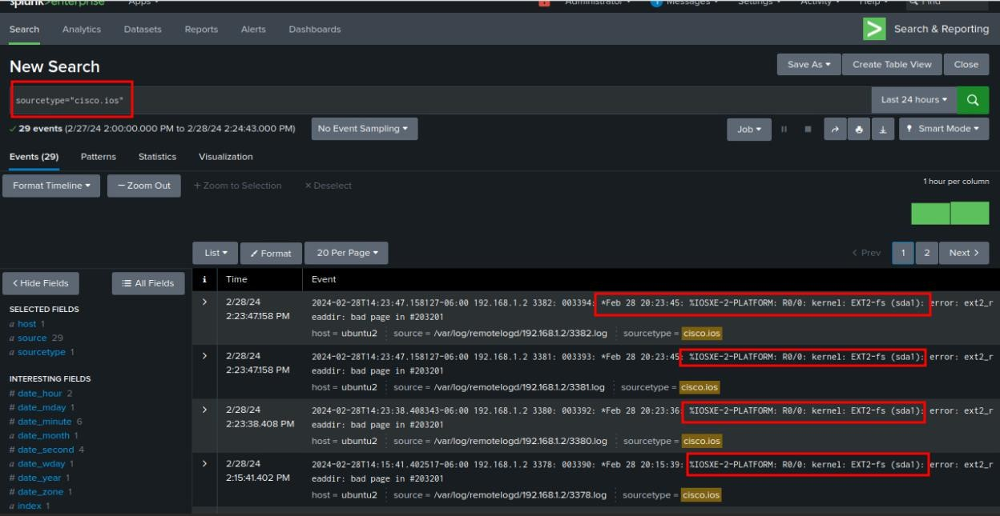 splunk>enterprise Apps Administrator Messages Settings Activity Help Find
Search Analytics Datasets Reports Alerts Dashboards Search & Reporting
New Search Save As Create Table View Close
sourcetype="cisco.ios" Last 24 hours
29 events (2/27/24 2:00:00.000 PM to 2/28/24 2:24:43.000 PM) No Event Sampling Job Smart Mode
Events (29) Patterns Statistics Visualization
Format Timeline — Zoom Out + Zoom to Selection × Deselect 1 hour per column
List Format 20 Per Page < Prev 1 2 Next >
< Hide Fields All Fields i Time Event
SELECTED FIELDS
a host 1
a source 29
a sourcetype 1
INTERESTING FIELDS
# date_hour 2
# date_mday 1
# date_minute 6
a date_month 1
# date_second 4
a date_wday 1
# date_year 1
# date_zone 1
a index 1
> 2/28/24 2024-02-28T14:23:47.158127-06:00 192.168.1.2 3382: 003394: *Feb 28 20:23:45: %IOSXE-2-PLATFORM: R0/0: kernel: EXT2-fs (sda1): error: ext2_r
2:23:47.158 PM eaddir: bad page in #203201
host = ubuntu2 source = /var/log/remotelogd/192.168.1.2/3382.log sourcetype = cisco.ios
> 2/28/24 2024-02-28T14:23:47.158127-06:00 192.168.1.2 3381: 003393: *Feb 28 20:23:45: %IOSXE-2-PLATFORM: R0/0: kernel: EXT2-fs (sda1): error: ext2_r
2:23:47.158 PM eaddir: bad page in #203201
host = ubuntu2 source = /var/log/remotelogd/192.168.1.2/3381.log sourcetype = cisco.ios
> 2/28/24 2024-02-28T14:23:38.408343-06:00 192.168.1.2 3380: 003392: *Feb 28 20:23:36: %IOSXE-2-PLATFORM: R0/0: kernel: EXT2-fs (sda1): error: ext2_r
2:23:38.408 PM eaddir: bad page in #203201
host = ubuntu2 source = /var/log/remotelogd/192.168.1.2/3380.log sourcetype = cisco.ios
> 2/28/24 2024-02-28T14:15:41.402517-06:00 192.168.1.2 3378: 003390: *Feb 28 20:15:39: %IOSXE-2-PLATFORM: R0/0: kernel: EXT2-fs (sda1): error: ext2_r
2:15:41.402 PM eaddir: bad page in #203201
host = ubuntu2 source = /var/log/remotelogd/192.168.1.2/3378.log sourcetype = cisco.ios